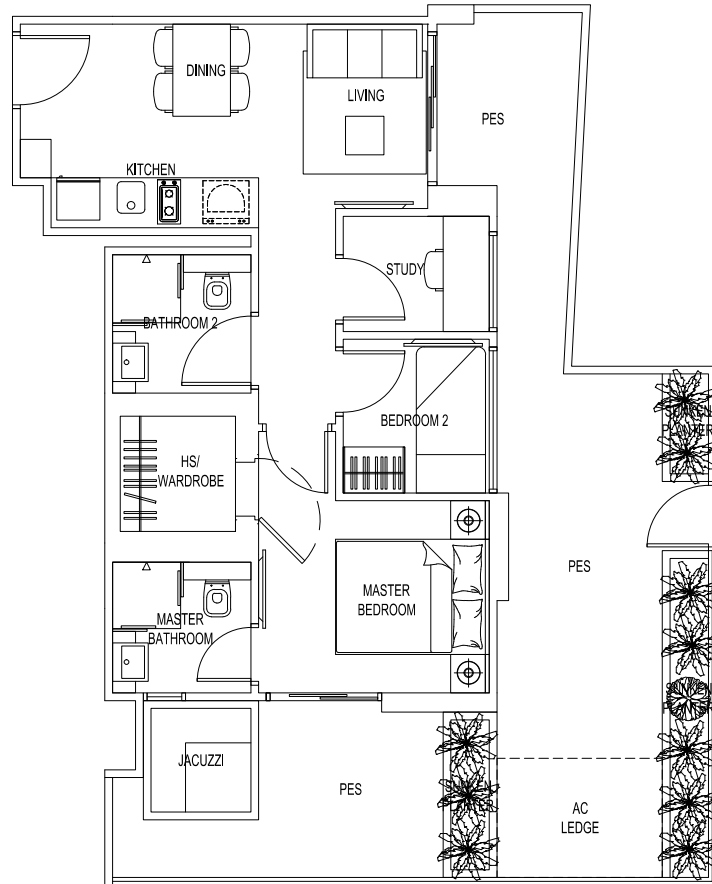 DINING
LIVING
PES
KITCHEN
STUDY
BATHROOM 2
BEDROOM 2
HS/
WARDROBE
PES
MASTER
BEDROOM
MASTER
BATHROOM
JACUZZI
PES
AC
LEDGE